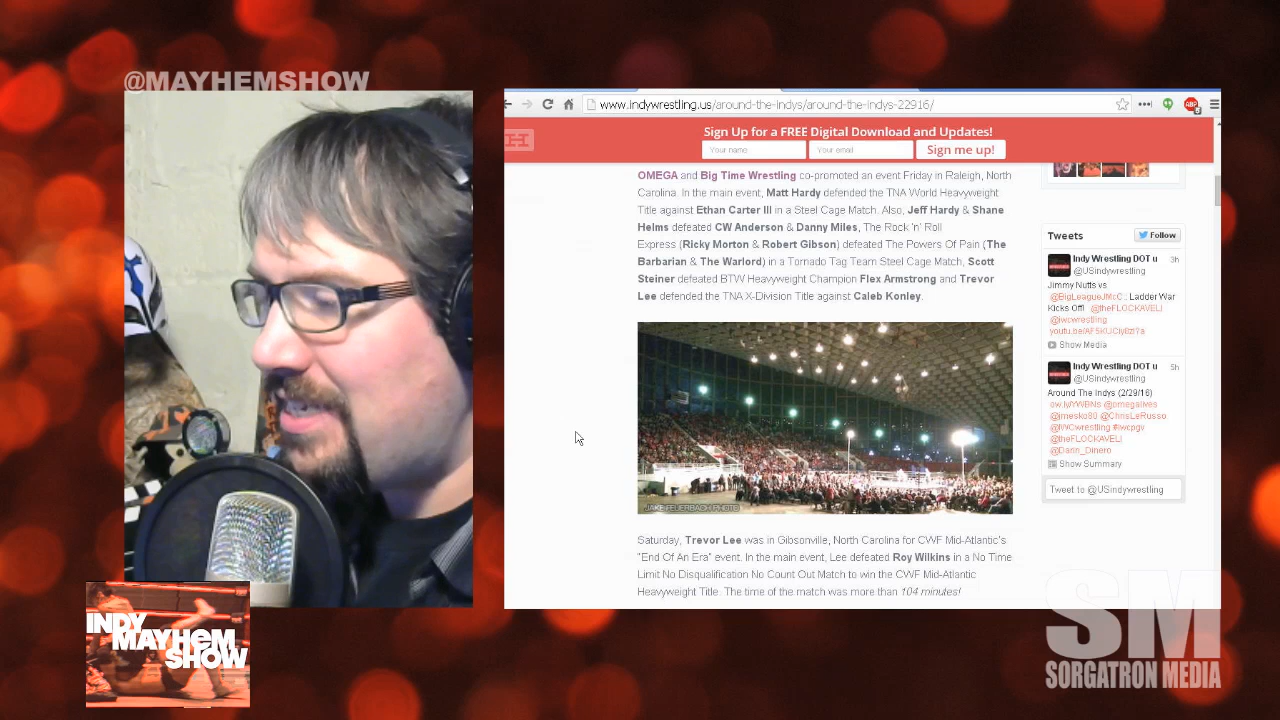 @MAYHEMSHOW
www.indywrestling.us/around-the-indys/around-the-indys-22916/
ABP
Sign Up for a FREE Digital Download and Updates!
Your name
Your email
Sign me up!
OMEGA and Big Time Wrestling co-promoted an event Friday in Raleigh, North
Carolina. In the main event, Matt Hardy defended the TNA World Heavyweight
Title against Ethan Carter III in a Steel Cage Match. Also, Jeff Hardy & Shane
Helms defeated CW Anderson & Danny Miles, The Rock 'n' Roll
Express (Ricky Morton & Robert Gibson) defeated The Powers Of Pain (The
Barbarian & The Warlord) in a Tornado Tag Team Steel Cage Match, Scott
Steiner defeated BTW Heavyweight Champion Flex Armstrong and Trevor
Lee defended the TNA X-Division Title against Caleb Konley.
JAKE FEUERBACH PHOTO
Saturday, Trevor Lee was in Gibsonville, North Carolina for CWF Mid-Atlantic's
"End Of An Era" event. In the main event, Lee defeated Roy Wilkins in a No Time
Limit No Disqualification No Count Out Match to win the CWF Mid-Atlantic
Heavyweight Title. The time of the match was more than 104 minutes!
Tweets
Follow
Indy Wrestling DOT u 3h
@USindywrestling
Jimmy Nutts vs
@BigLeagueJMcC : Ladder War
Kicks Off! @theFLOCKAVELI
@iwcwrestling
Show Media
Indy Wrestling DOT u 5h
@USindywrestling
Around The Indys (2/29/16)
@omegalives
@jmesko80 @ChrisLeRusso
@IWCwrestling #iwcpgv
@theFLOCKAVELI
@Darin_Dinero
Show Summary
Tweet to @USindywrestling
INDY
MAYHEM
SHOW
SM
SORGATRON MEDIA